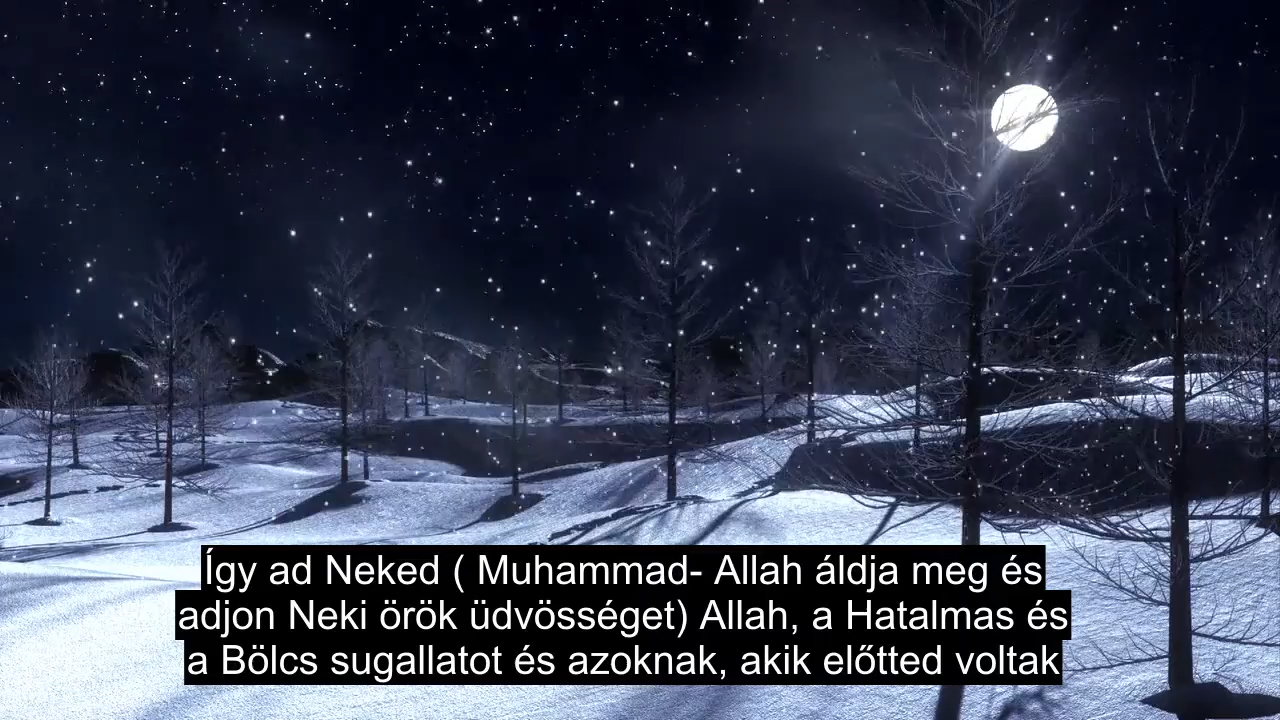 Így ad Neked ( Muhammad- Allah áldja meg és
adjon Neki örök üdvösséget) Allah, a Hatalmas és
a Bölcs sugallatot és azoknak, akik előtted voltak